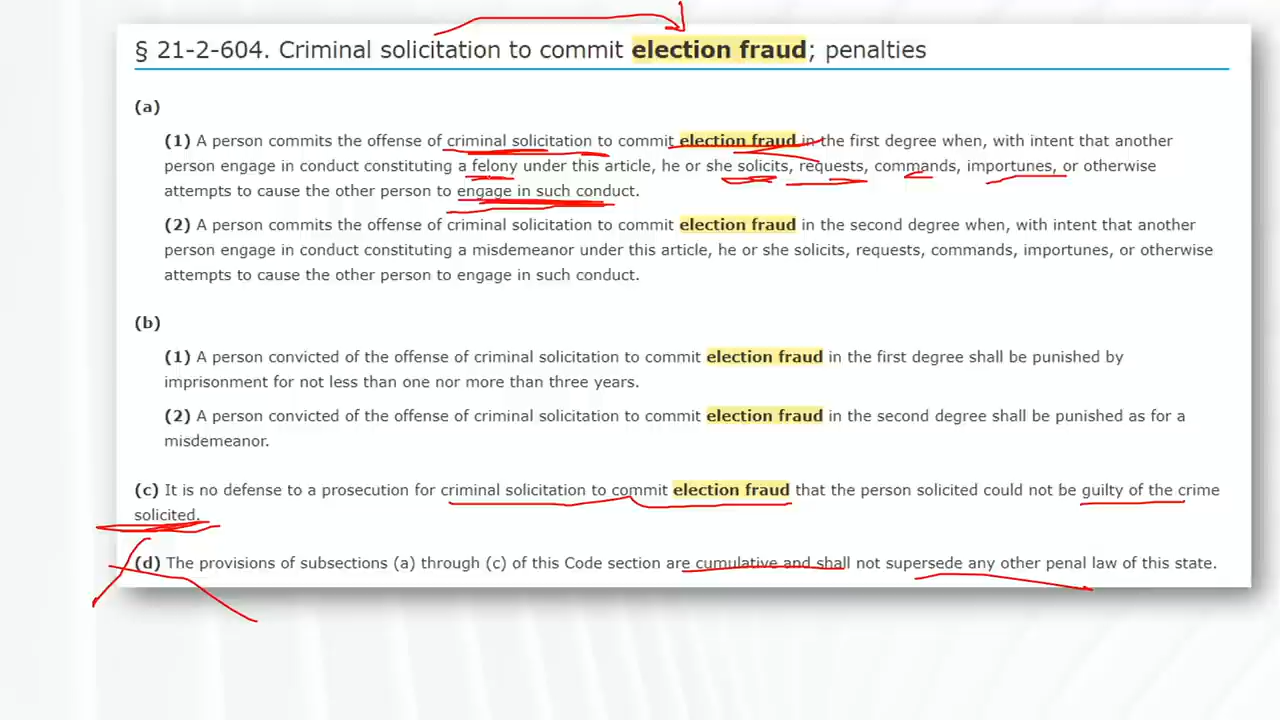 § 21-2-604. Criminal solicitation to commit election fraud; penalties
(a)
(1) A person commits the offense of criminal solicitation to commit election fraud in the first degree when, with intent that another
person engage in conduct constituting a felony under this article, he or she solicits, requests, commands, importunes, or otherwise
attempts to cause the other person to engage in such conduct.
(2) A person commits the offense of criminal solicitation to commit election fraud in the second degree when, with intent that another
person engage in conduct constituting a misdemeanor under this article, he or she solicits, requests, commands, importunes, or otherwise
attempts to cause the other person to engage in such conduct.
(b)
(1) A person convicted of the offense of criminal solicitation to commit election fraud in the first degree shall be punished by
imprisonment for not less than one nor more than three years.
(2) A person convicted of the offense of criminal solicitation to commit election fraud in the second degree shall be punished as for a
misdemeanor.
(c) It is no defense to a prosecution for criminal solicitation to commit election fraud that the person solicited could not be guilty of the crime
solicited.
(d) The provisions of subsections (a) through (c) of this Code section are cumulative and shall not supersede any other penal law of this state.